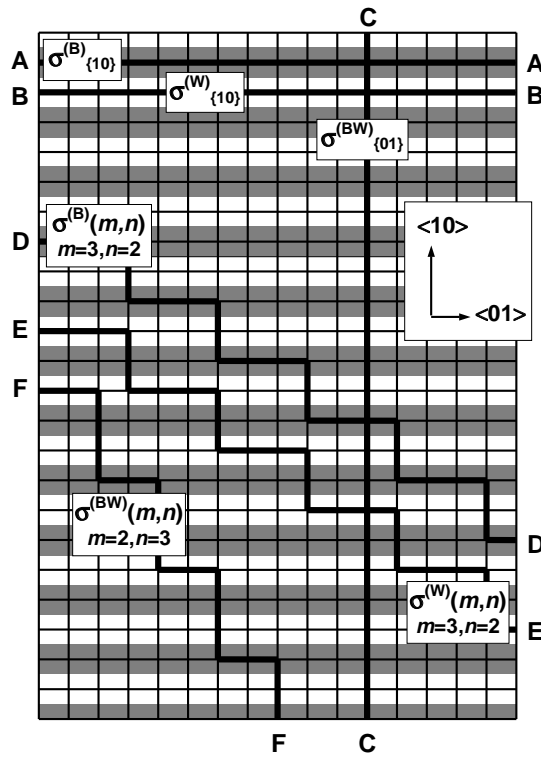 C
A σ(B){10} A
B σ(W){10} B
σ(BW){01}
σ(B)(m,n)
m=3,n=2
D
<10>
<01>
E
F
σ(BW)(m,n)
m=2,n=3
D
σ(W)(m,n)
m=3,n=2
E
F C